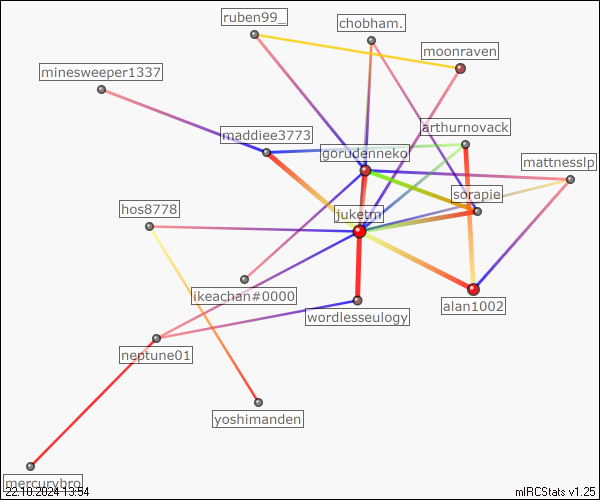 ruben99_
chobham.
moonraven
minesweeper1337
arthurnovack
maddiee3773
gorudenneko
mattnesslp
sorapie
hos8778
juketm
ikeachan#0000
alan1002
wordlesseulogy
neptune01
yoshimanden
mercurybro
22.10.2024 13:54
mIRCStats v1.25